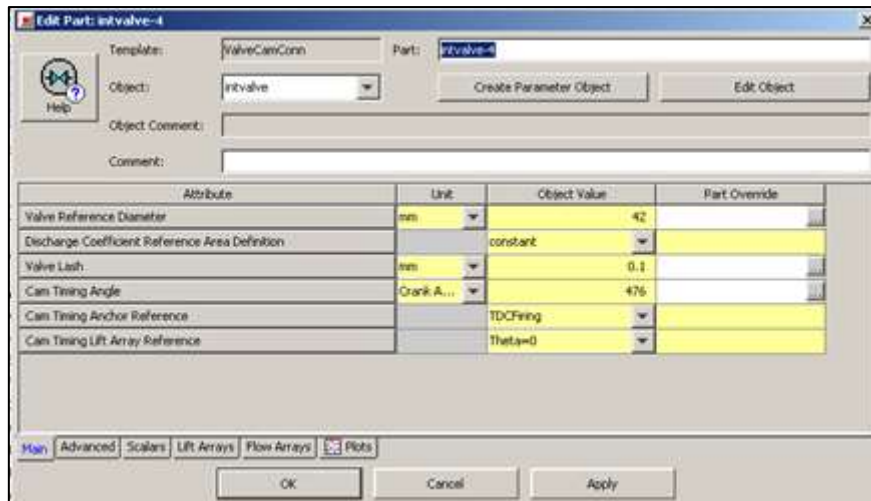 Edit Part: intvalve-4
Template: ValveCamConn Part: intvalve-4
Help
Object: intvalve Create Parameter Object Edit Object
Object Comment:
Comment:
Attribute Unit Object Value Part Override
Valve Reference Diameter mm 42
Discharge Coefficient Reference Area Definition constant
Valve Lash mm 0.1
Cam Timing Angle Crank A... 476
Cam Timing Anchor Reference TDCFiring
Cam Timing Lift Array Reference Theta=0
Main Advanced Scalars Lift Arrays Flow Arrays Plots
OK Cancel Apply